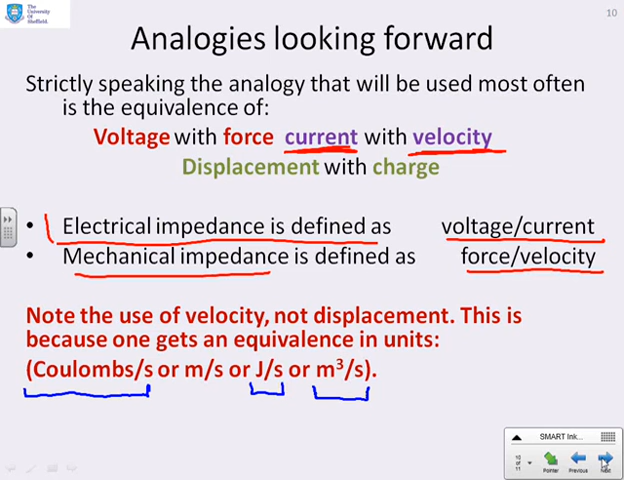 The
University
Of
Sheffield.
10
Analogies looking forward
Strictly speaking the analogy that will be used most often
is the equivalence of:
Voltage with force current with velocity
Displacement with charge
• Electrical impedance is defined as voltage/current
• Mechanical impedance is defined as force/velocity
Note the use of velocity, not displacement. This is
because one gets an equivalence in units:
(Coulombs/s or m/s or J/s or m³/s).
SMART Ink...
10
of
11
Pointer Previous Next